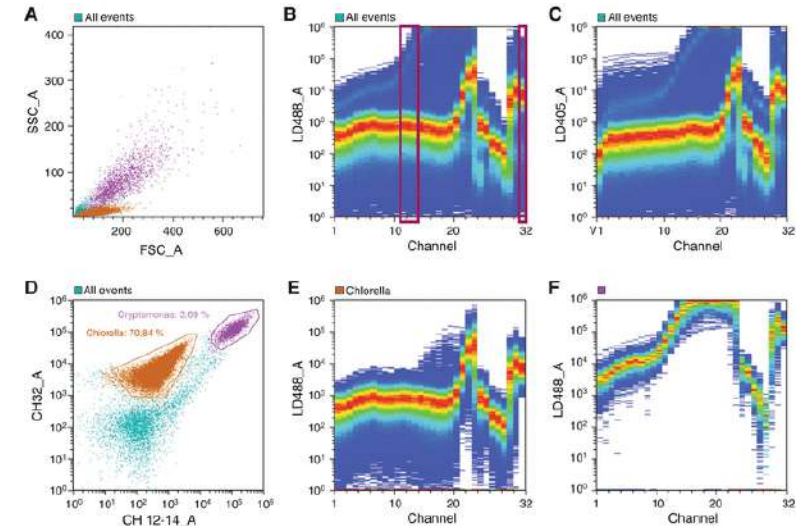 A
All events
SSC_A
400
300
200
100
200
400
600
FSC_A
B
All events
LD488_A
10⁶
10⁵
10⁴
10³
10²
10¹
10⁰
1
10
20
32
Channel
C
All events
LD405_A
10⁶
10⁵
10⁴
10³
10²
10¹
10⁰
V1
20
32
Channel
D
All events
Cryptomonas: 2,09 %
Chlorella: 70,84 %
CH32_A
10⁶
10⁵
10⁴
10³
10²
10¹
10⁰
10⁰
10¹
10²
10³
10⁴
10⁵
10⁶
CH 12-14_A
E
Chlorella
LD488_A
10⁶
10⁵
10⁴
10³
10²
10¹
10⁰
1
10
20
32
Channel
F
LD488_A
10⁶
10⁵
10⁴
10³
10²
10¹
10⁰
1
10
20
32
Channel